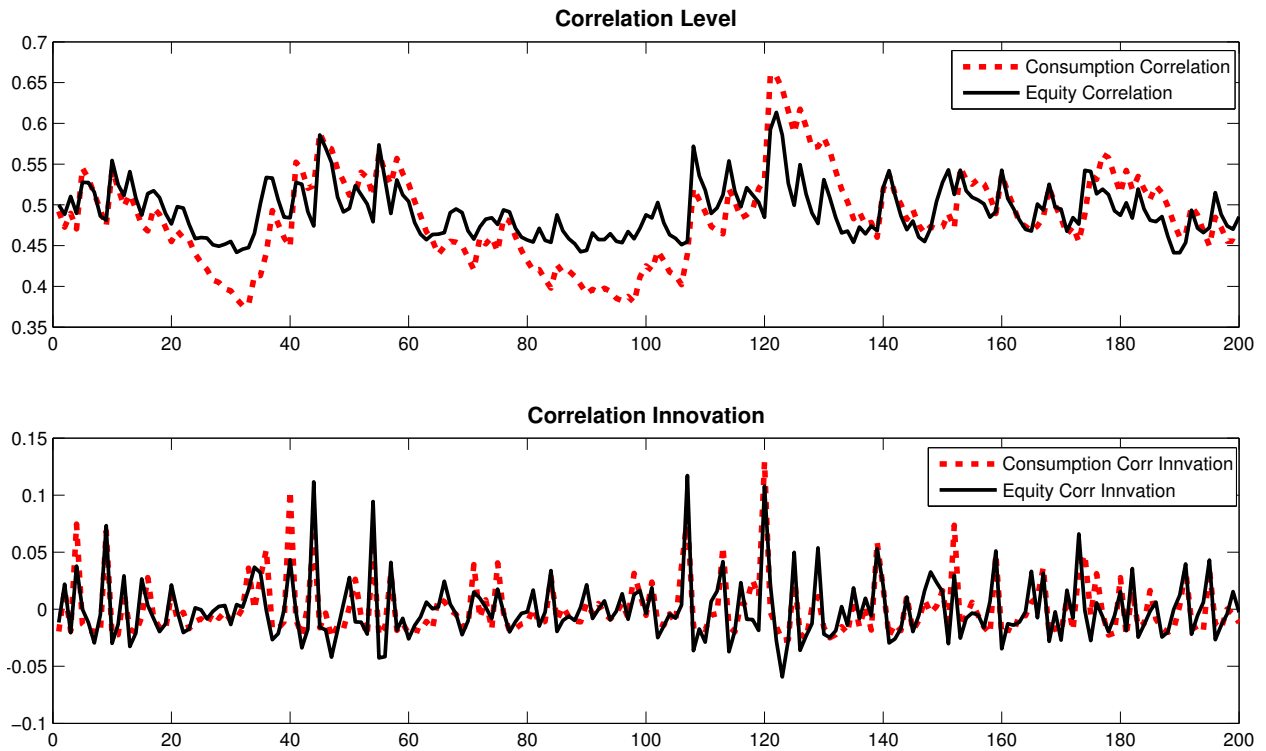 Correlation Level
0.7
0.65
0.6
0.55
0.5
0.45
0.4
0.35
0 20 40 60 80 100 120 140 160 180 200
Consumption Correlation
Equity Correlation
Correlation Innovation
0.15
0.1
0.05
0
-0.05
−0.1
0 20 40 60 80 100 120 140 160 180 200
Consumption Corr Innvation
Equity Corr Innvation